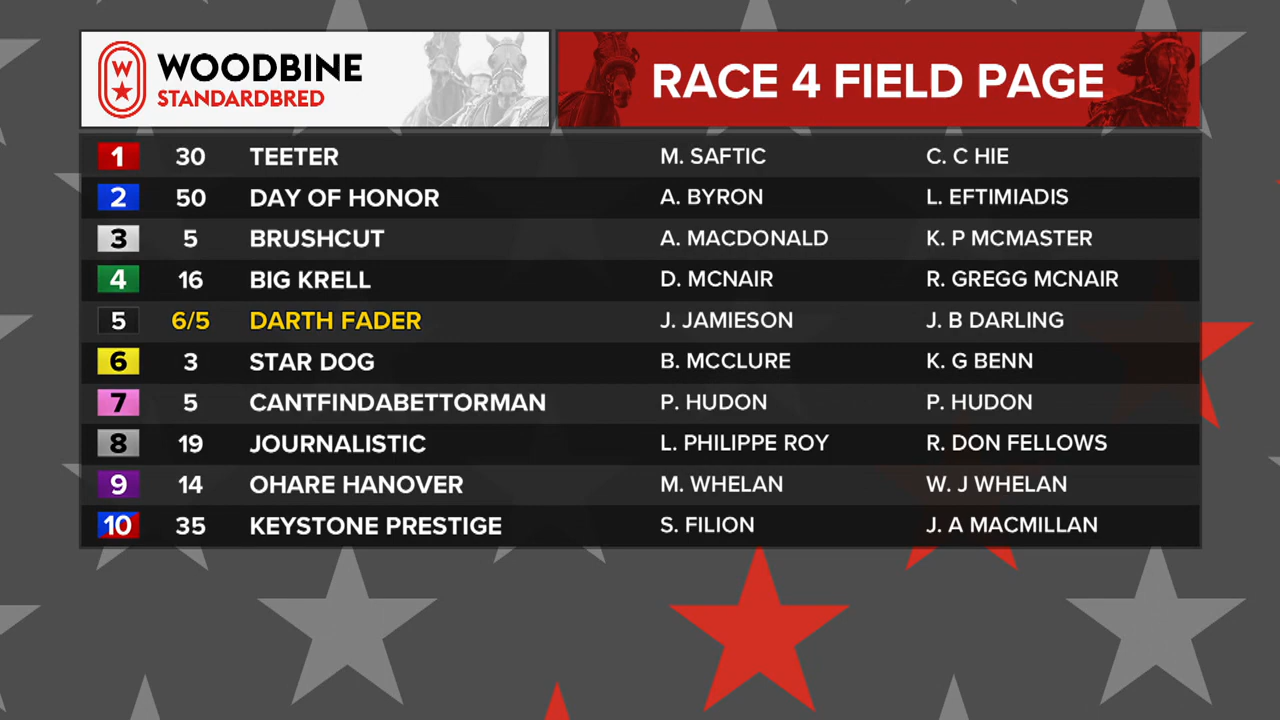 W
WOODBINE
STANDARDBRED
RACE 4 FIELD PAGE
1 30 TEETER M. SAFTIC C. C HIE
2 50 DAY OF HONOR A. BYRON L. EFTIMIADIS
3 5 BRUSHCUT A. MACDONALD K. P MCMASTER
4 16 BIG KRELL D. MCNAIR R. GREGG MCNAIR
5 6/5 DARTH FADER J. JAMIESON J. B DARLING
6 3 STAR DOG B. MCCLURE K. G BENN
7 5 CANTFINDABETTORMAN P. HUDON P. HUDON
8 19 JOURNALISTIC L. PHILIPPE ROY R. DON FELLOWS
9 14 OHARE HANOVER M. WHELAN W. J WHELAN
10 35 KEYSTONE PRESTIGE S. FILION J. A MACMILLAN